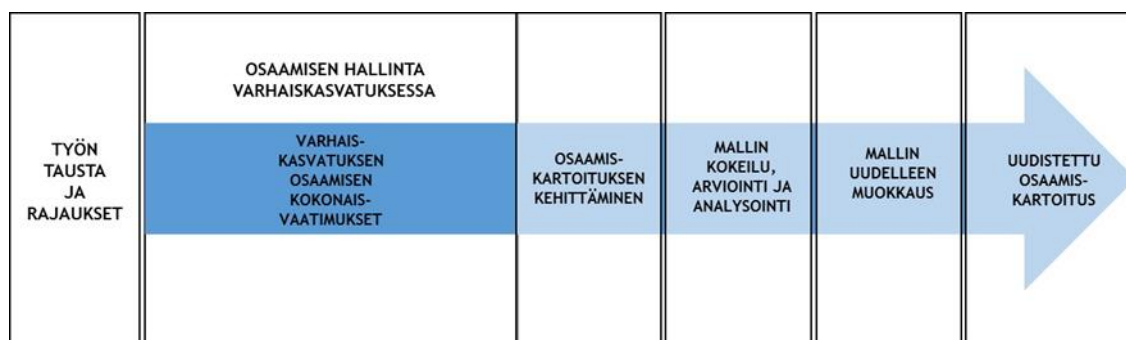 TYÖN
TAUSTA
JA
RAJAUKSET
OSAAMISEN HALLINTA
VARHAISKASVATUKSESSA
VARHAIS-
KASVATUKSEN
OSAAMISEN
KOKONAIS-
VAATIMUKSET
OSAAMIS-
KARTOITUKSEN
KEHITTÄMINEN
MALLIN
KOKEILU,
ARVIOINTI JA
ANALYSOINTI
MALLIN
UUDELLEEN
MUOKKAUS
UUDISTETTU
OSAAMIS-
KARTOITUS